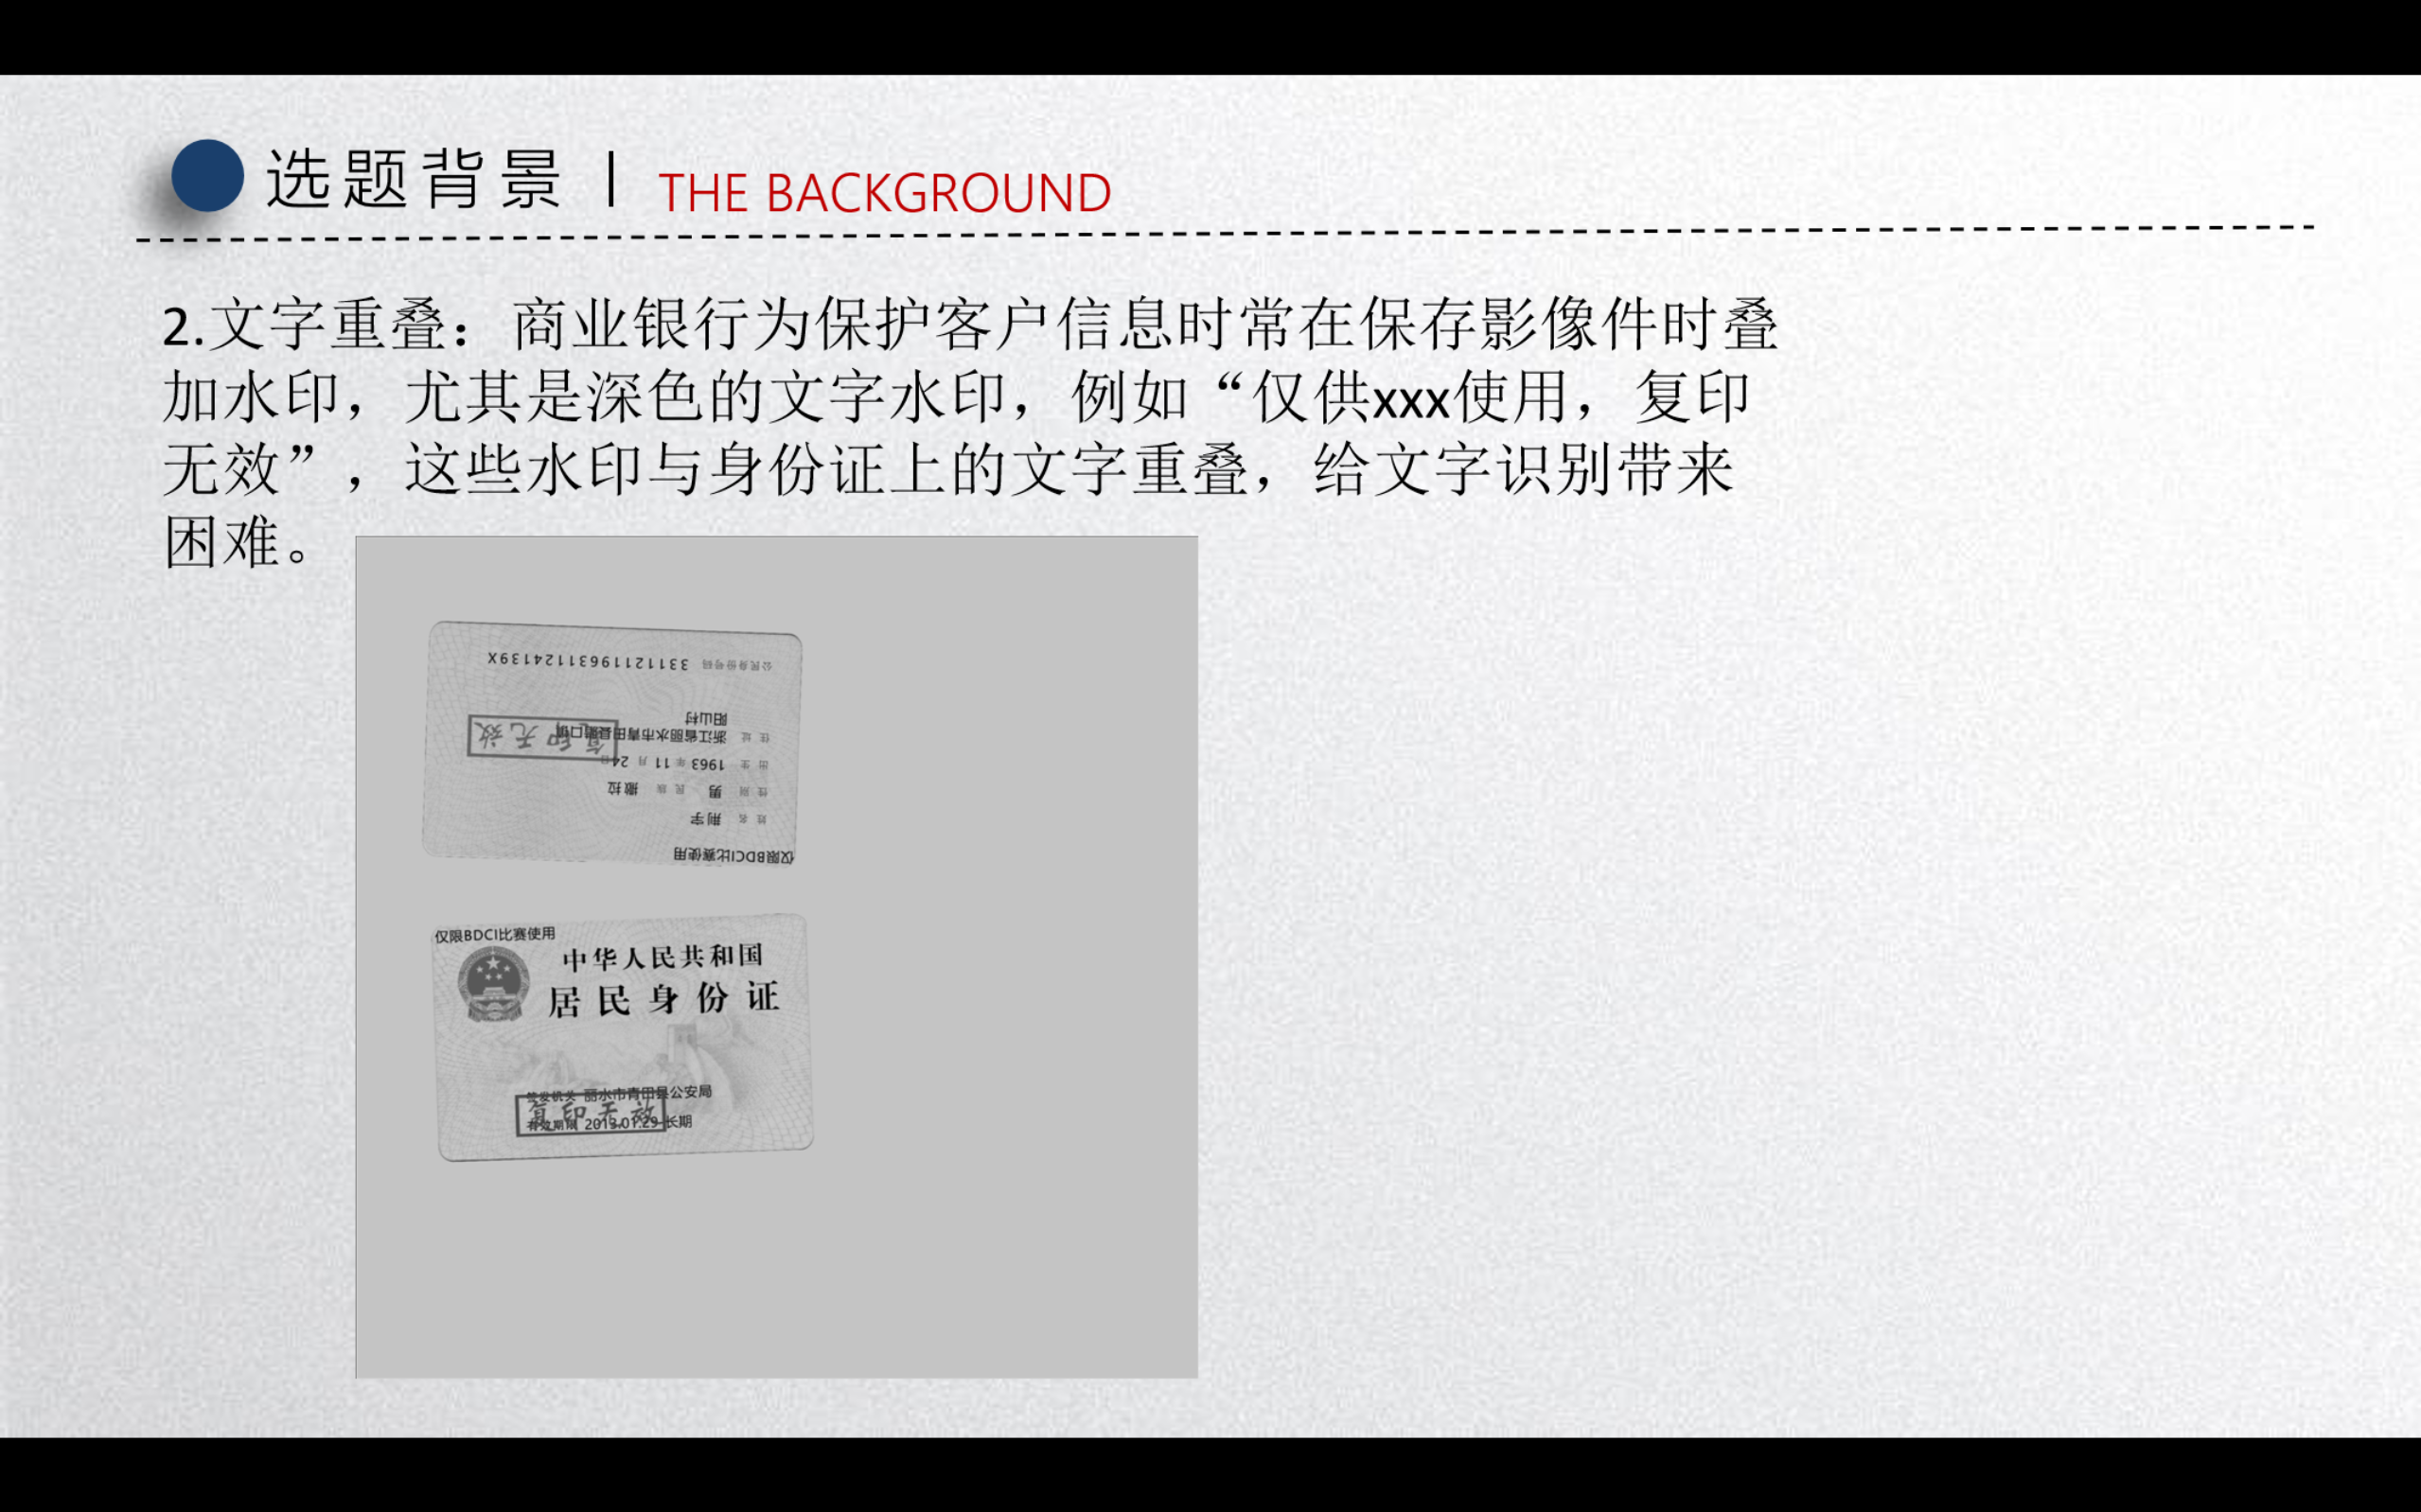 选题背景 | THE BACKGROUND
2.文字重叠：商业银行为保护客户信息时常在保存影像件时叠
加水印，尤其是深色的文字水印，例如“仅供xxx使用，复印
无效”，这些水印与身份证上的文字重叠，给文字识别带来
困难。
仅限BDCI比赛使用
姓名 荆宇
性别 男 民族 撒拉
出生 1963 年 11 月 24日
住址 浙江省丽水市青田县
阳山村
复印无效
公民身份号码 33112119631124139X
仅限BDCI比赛使用
中华人民共和国
居民身份证
签发机关 丽水市青田县公安局
复印无效
有效期限 2013.01.29-长期